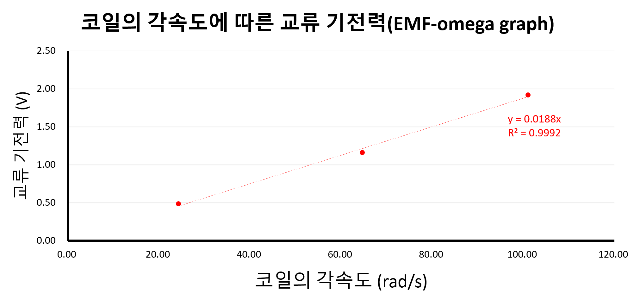 코일의 각속도에 따른 교류 기전력(EMF-omega graph)
2.50
2.00
1.50
1.00
0.50
0.00
교류 기전력 (V)
y = 0.0188x
R² = 0.9992
0.00 20.00 40.00 60.00 80.00 100.00 120.00
코일의 각속도 (rad/s)